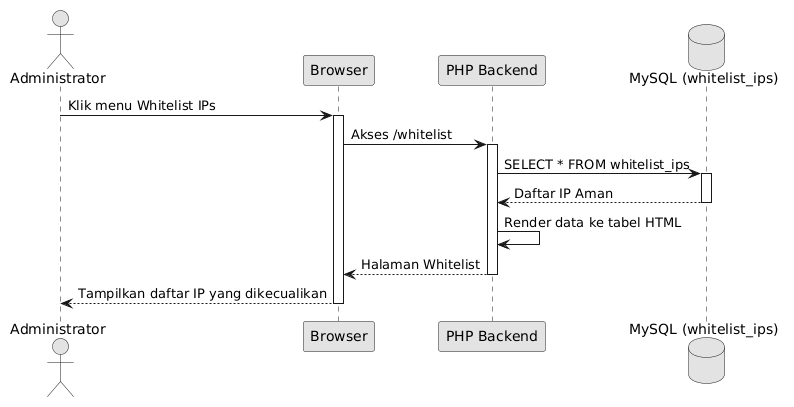 Administrator
Browser
PHP Backend
MySQL (whitelist_ips)
Klik menu Whitelist IPs
Akses /whitelist
SELECT * FROM whitelist_ips
Daftar IP Aman
Render data ke tabel HTML
Halaman Whitelist
Tampilkan daftar IP yang dikecualikan
Administrator
Browser
PHP Backend
MySQL (whitelist_ips)